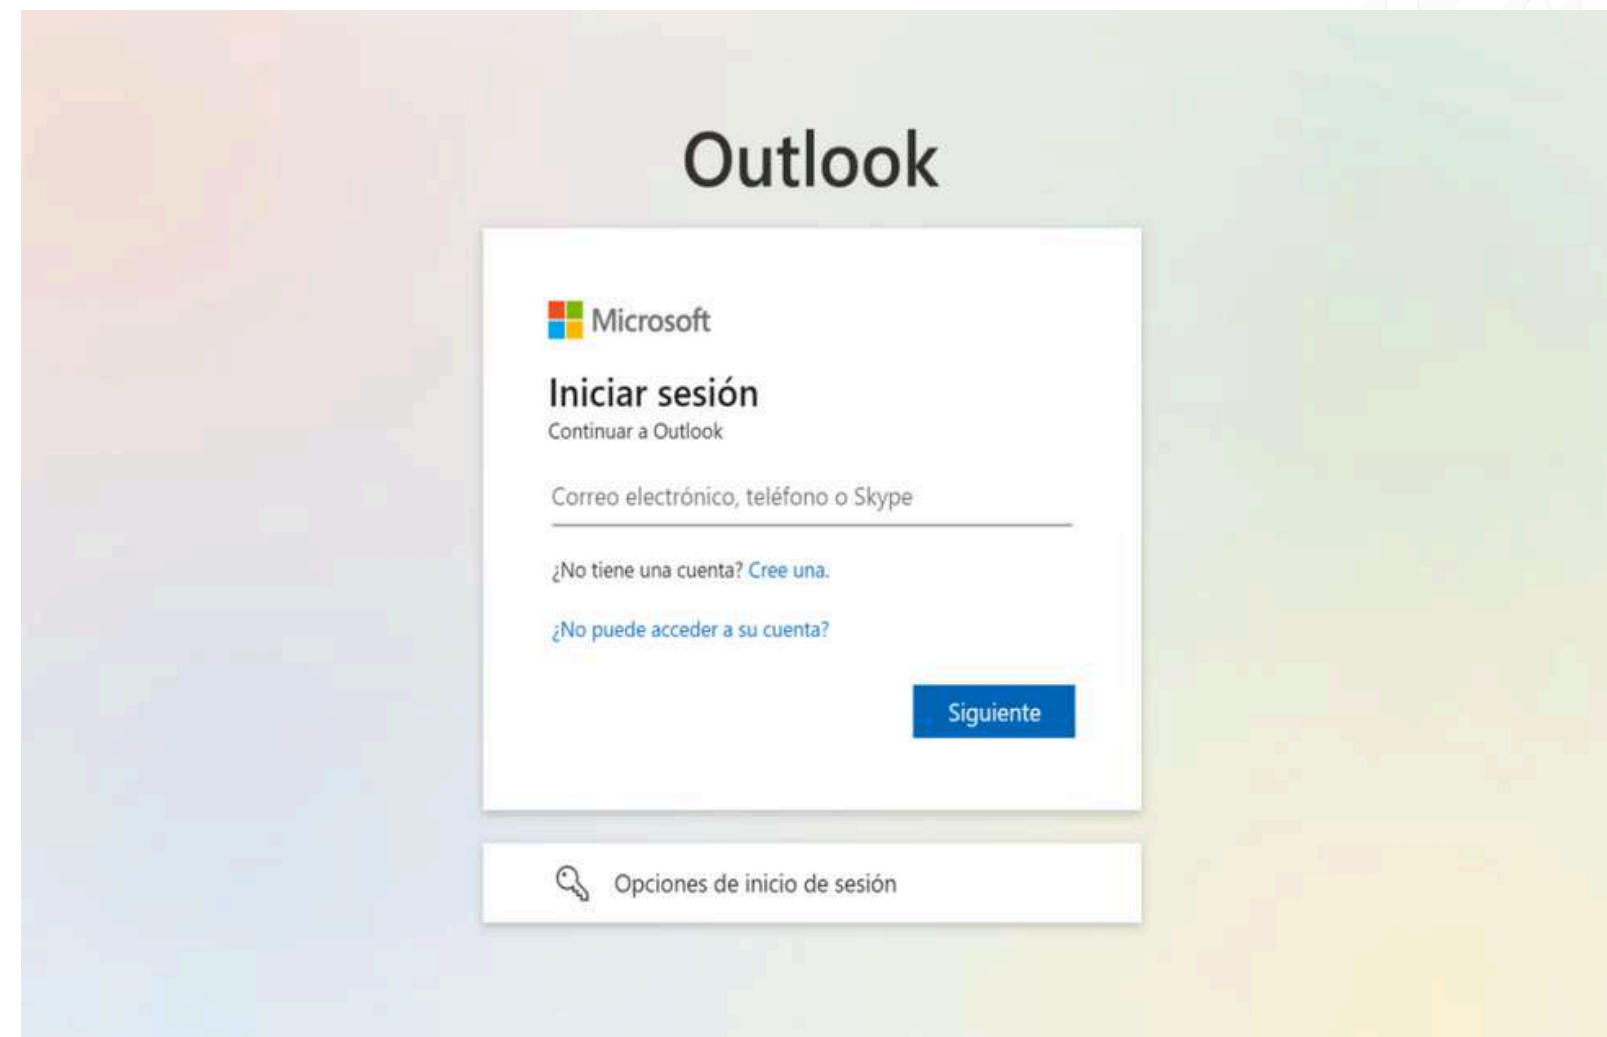 Outlook
Microsoft
Iniciar sesión
Continuar a Outlook
Correo electrónico, teléfono o Skype
¿No tiene una cuenta? Cree una.
¿No puede acceder a su cuenta?
Siguiente
Opciones de inicio de sesión